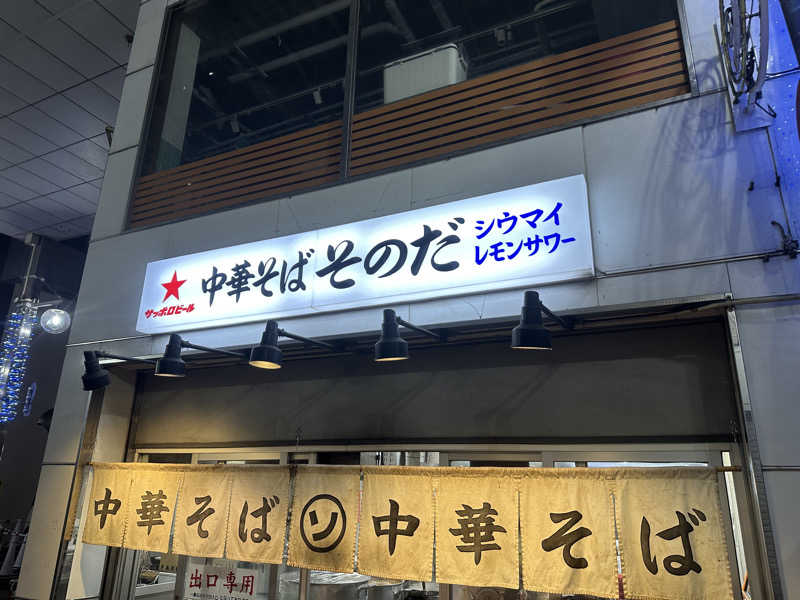 サッポロビール
中華そば そのだ
シウマイ
レモンサワー
中華そば ソ 中華そば
出口専用